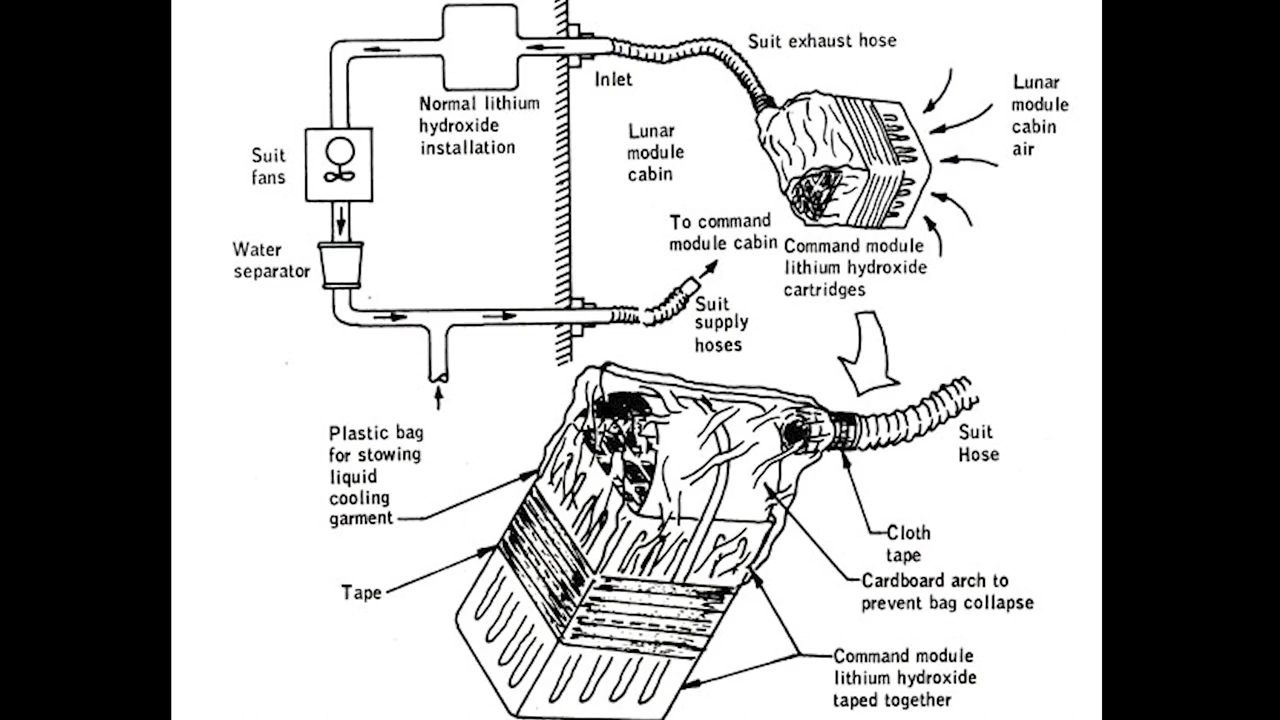 Suit exhaust hose
Inlet
Normal lithium
hydroxide
installation
Lunar
module
cabin
air
Lunar
module
cabin
Suit
fans
To command
module cabin
Water
separator
Command module
lithium hydroxide
cartridges
Suit
supply
hoses
Plastic bag
for stowing
liquid
cooling
garment
Suit
Hose
Cloth
tape
Tape
Cardboard arch to
prevent bag collapse
Command module
lithium hydroxide
taped together